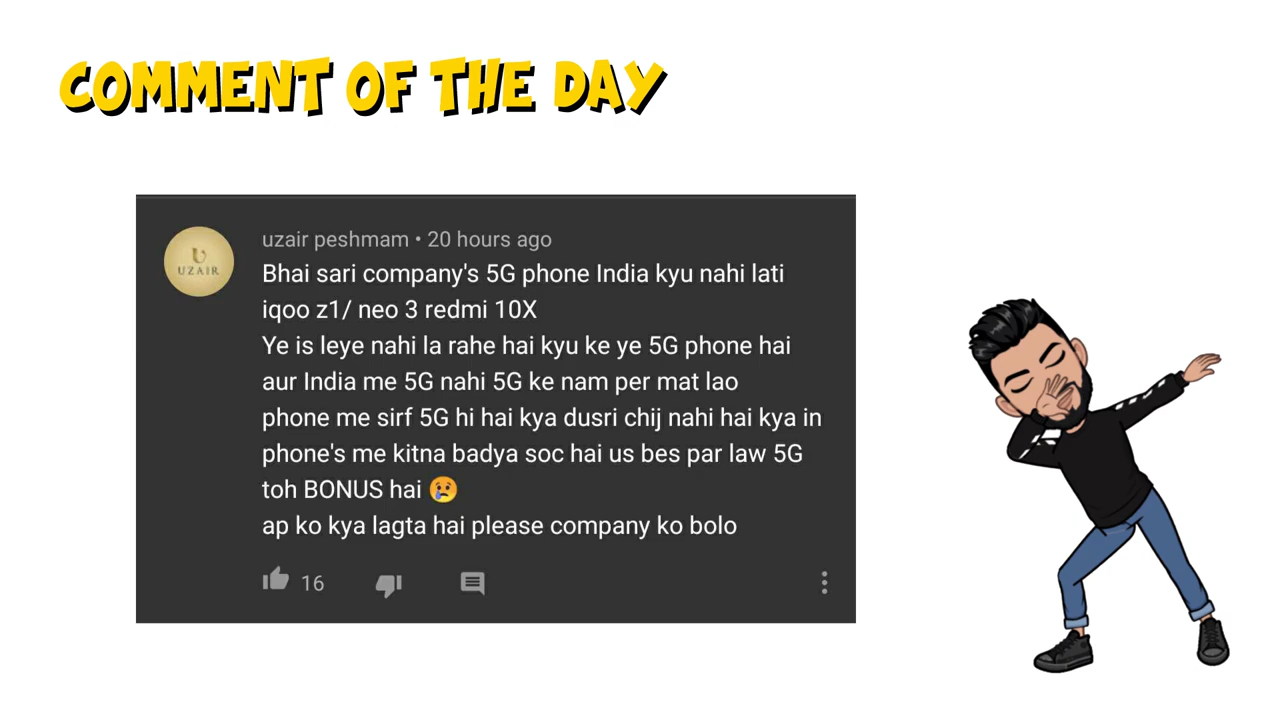 COMMENT OF THE DAY
UZAIR
uzair peshmam • 20 hours ago
Bhai sari company's 5G phone India kyu nahi lati
iqoo z1/ neo 3 redmi 10X
Ye is leye nahi la rahe hai kyu ke ye 5G phone hai
aur India me 5G nahi 5G ke nam per mat lao
phone me sirf 5G hi hai kya dusri chij nahi hai kya in
phone's me kitna badya soc hai us bes par law 5G
toh BONUS hai 😢
ap ko kya lagta hai please company ko bolo
16